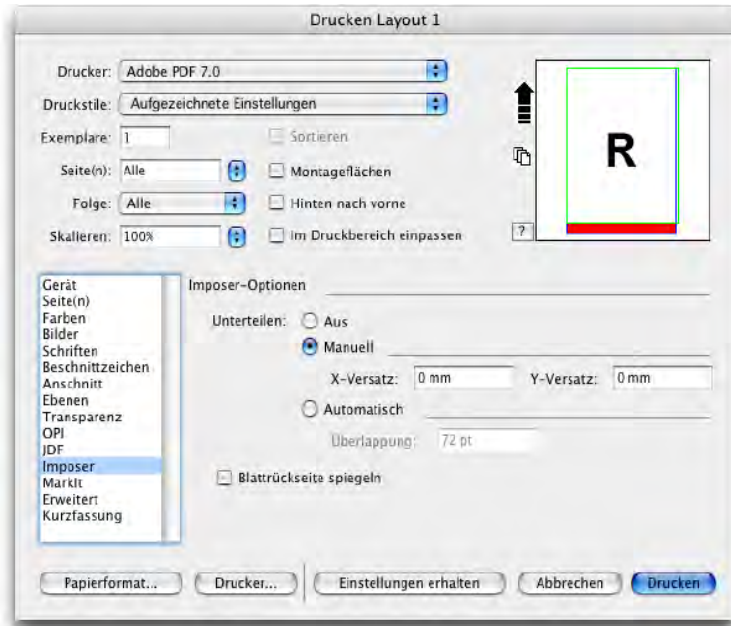 Drucken Layout 1
Drucker: Adobe PDF 7.0
Druckstile: Aufgezeichnete Einstellungen
Exemplare: 1 Sortieren
Seite(n): Alle Montageflächen
Folge: Alle Hinten nach vorne
Skalieren: 100% Im Druckbereich einpassen
R
?
Gerät
Seite(n)
Farben
Bilder
Schriften
Beschnittzeichen
Anschnitt
Ebenen
Transparenz
OPI
JDF
Imposer
MarkIt
Erweitert
Kurzfassung
Imposer-Optionen
Unterteilen: Aus
Manuell
X-Versatz: 0 mm Y-Versatz: 0 mm
Automatisch
Überlappung: 72 pt
Blattrückseite spiegeln
Papierformat... Drucker... Einstellungen erhalten Abbrechen Drucken